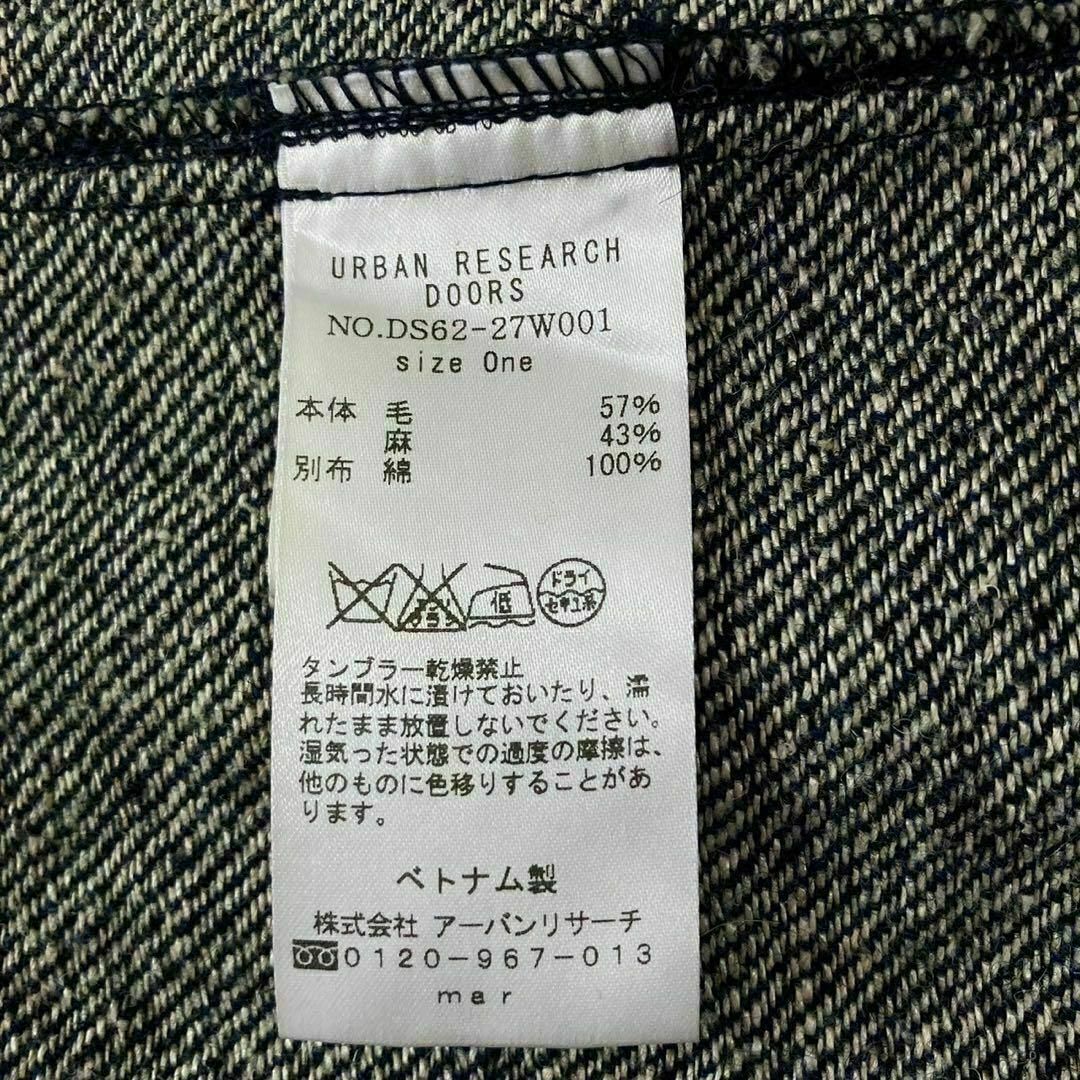 URBAN RESEARCH
DOORS
NO.DS62-27W001
size One
本体 毛 57%
麻 43%
別布 綿 100%
低
ドライ
セキユ系
タンブラー乾燥禁止
長時間水に漬けておいたり、濡
れたまま放置しないでください。
湿気った状態での過度の摩擦は、
他のものに色移りすることがあ
ります。
ベトナム製
株式会社 アーバンリサーチ
0120-967-013
mar